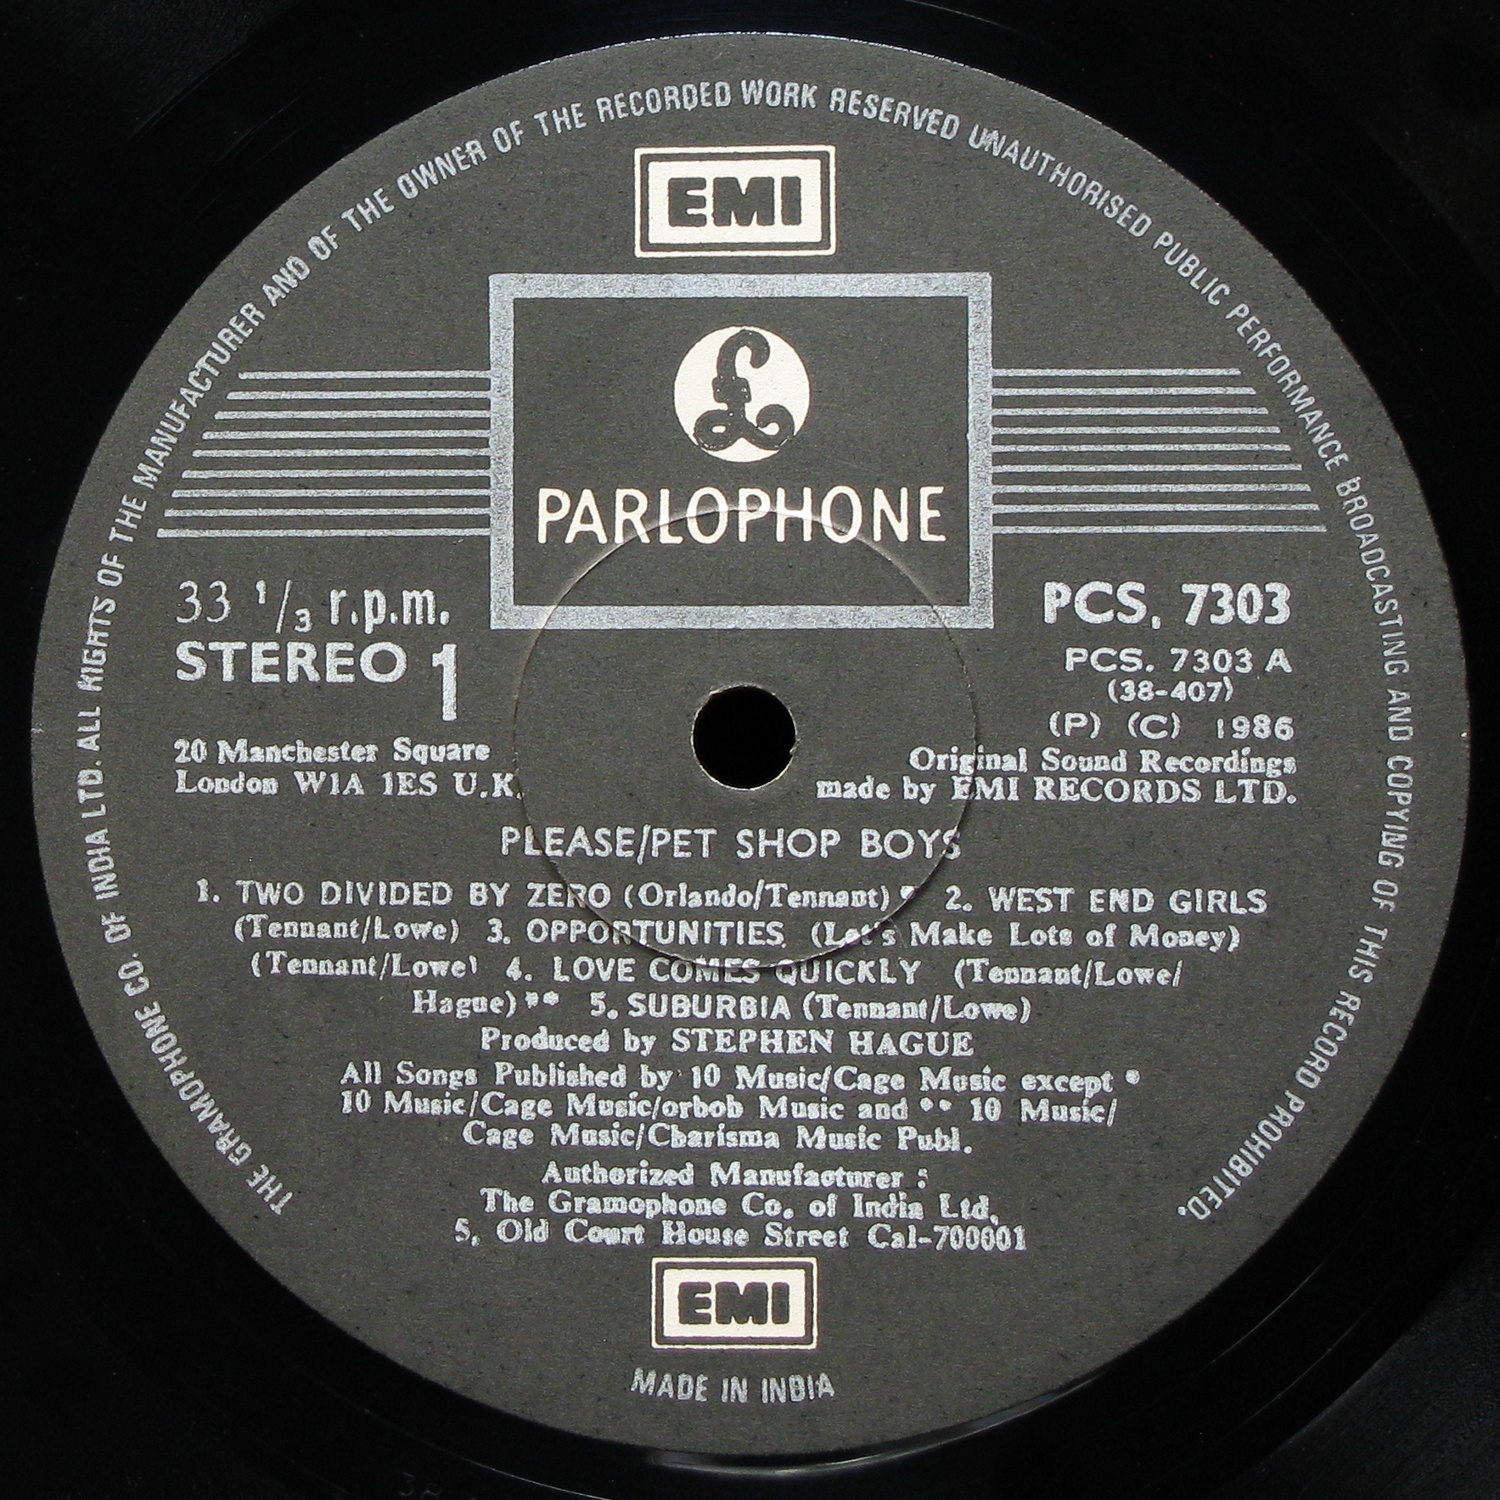 THE GRAMOPHONE CO. OF INDIA LTD. ALL RIGHTS OF THE MANUFACTURER AND OF THE OWNER OF THE RECORDED WORK RESERVED UNAUTHORISED PUBLIC PERFORMANCE BROADCASTING AND COPYING OF THIS RECORD PROHIBITED.
EMI
£
PARLOPHONE
33 1/3 r.p.m.
STEREO 1
20 Manchester Square
London W1A 1ES U.K.
PCS. 7303
PCS. 7303 A
(38-407)
(P) (C) 1986
Original Sound Recordings
made by EMI RECORDS LTD.
PLEASE/PET SHOP BOYS
1. TWO DIVIDED BY ZERO (Orlando/Tennant) * 2. WEST END GIRLS
(Tennant/Lowe) 3. OPPORTUNITIES (Let's Make Lots of Money)
(Tennant/Lowe) 4. LOVE COMES QUICKLY (Tennant/Lowe/
Hague) ** 5. SUBURBIA (Tennant/Lowe)
Produced by STEPHEN HAGUE
All Songs Published by 10 Music/Cage Music except *
10 Music/Cage Music/orbob Music and ** 10 Music/
Cage Music/Charisma Music Publ.
Authorized Manufacturer :
The Gramophone Co. of India Ltd.
5, Old Court House Street Cal-700001
EMI
MADE IN INDIA